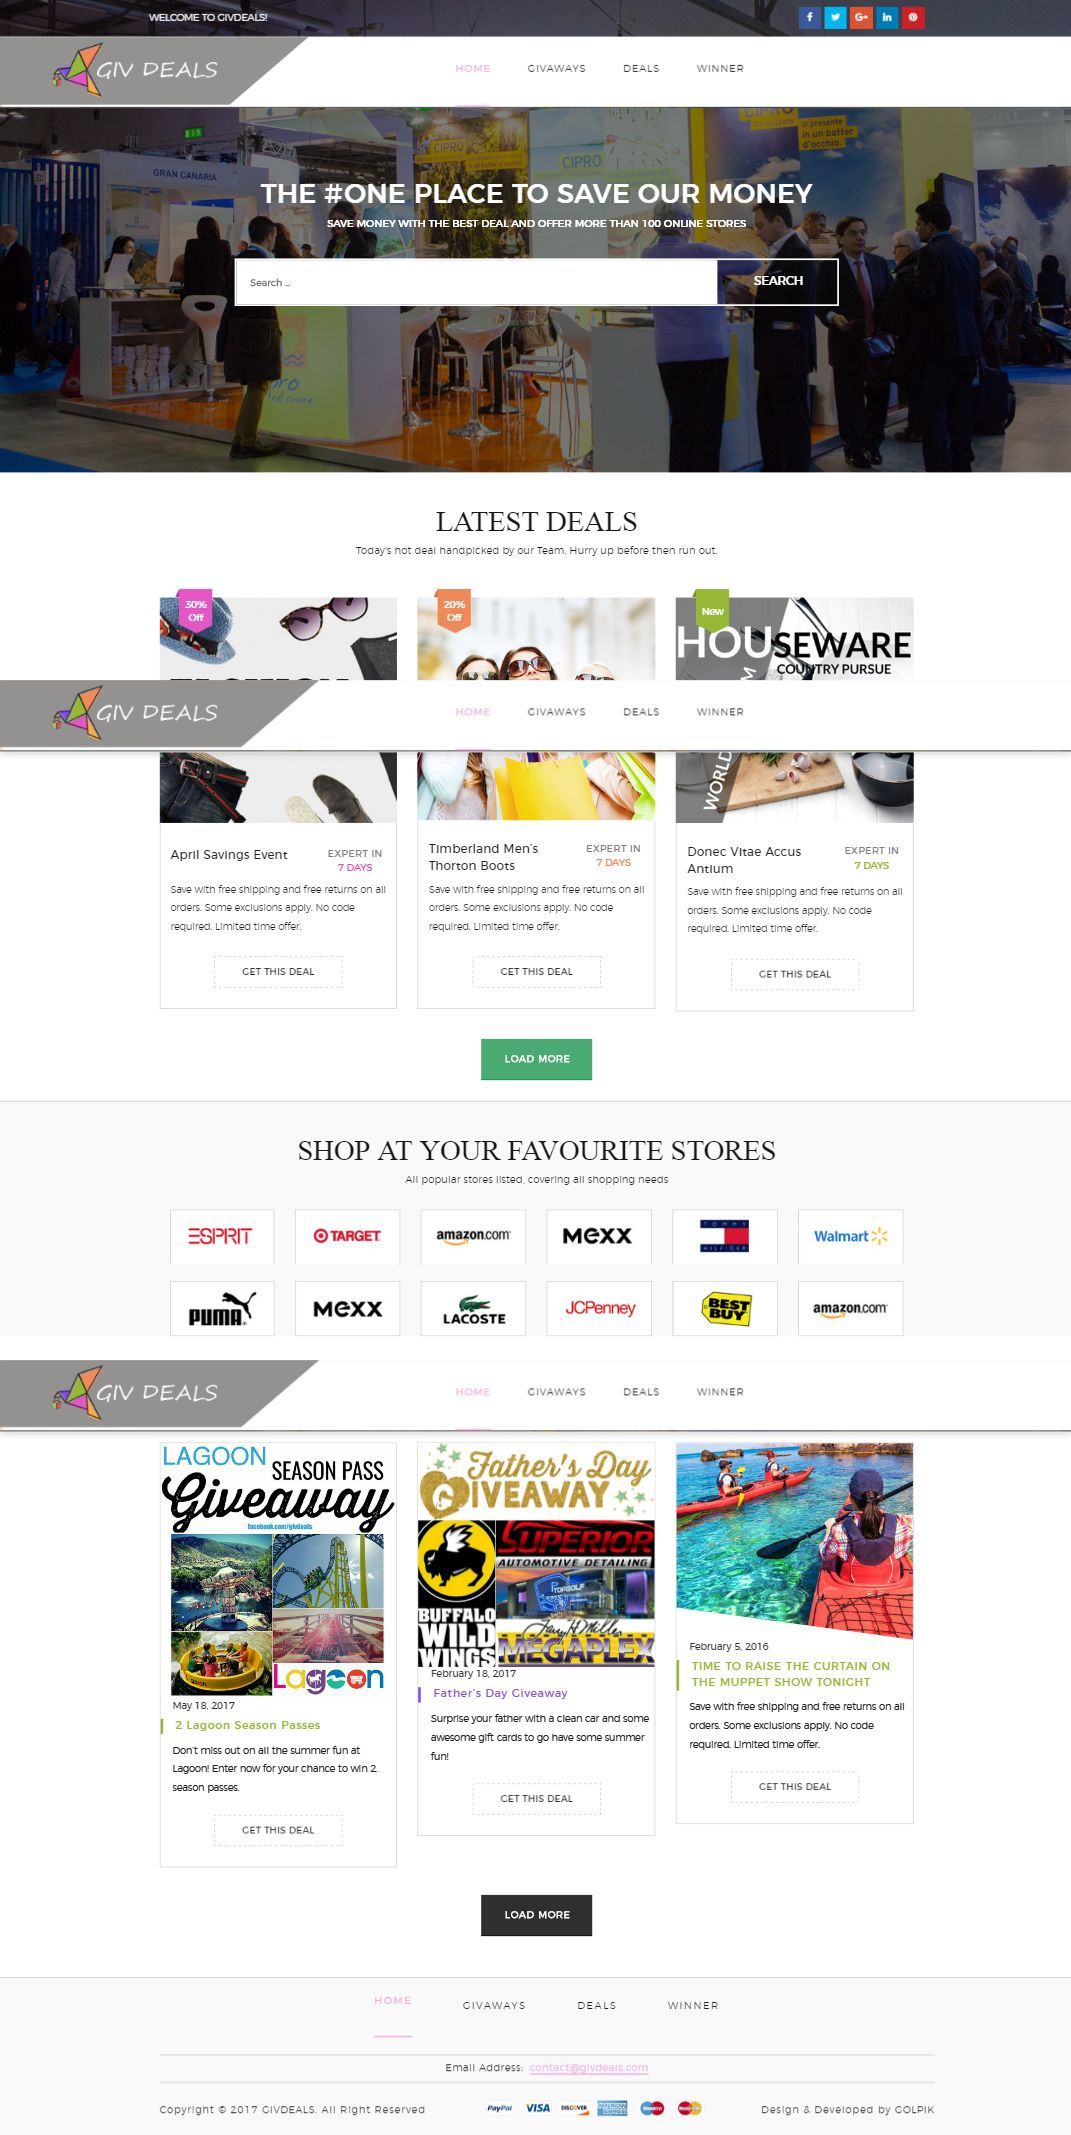 WELCOME TO GIVDEALS!
GIV DEALS
HOME GIVAWAYS DEALS WINNER
CIPRO
CIPRO
al presente
in un batter
d'occhio.
GRAN CANARIA
CIPRO
THE #ONE PLACE TO SAVE OUR MONEY
SAVE MONEY WITH THE BEST DEAL AND OFFER MORE THAN 100 ONLINE STORES
Search ...
SEARCH
LATEST DEALS
Today's hot deal handpicked by our Team. Hurry up before then run out.
30%
Off
20%
Off
New
HOUSEWARE
COUNTRY PURSUE
GIV DEALS
HOME GIVAWAYS DEALS WINNER
WORLD
April Savings Event
EXPERT IN
7 DAYS
Save with free shipping and free returns on all
orders. Some exclusions apply. No code
required. Limited time offer.
GET THIS DEAL
Timberland Men's
Thorton Boots
EXPERT IN
7 DAYS
Save with free shipping and free returns on all
orders. Some exclusions apply. No code
required. Limited time offer.
GET THIS DEAL
Donec Vitae Accus
Antium
EXPERT IN
7 DAYS
Save with free shipping and free returns on all
orders. Some exclusions apply. No code
required. Limited time offer.
GET THIS DEAL
LOAD MORE
SHOP AT YOUR FAVOURITE STORES
All popular stores listed, covering all shopping needs
ESPRIT
TARGET
amazon.com
mexx
TOMMY
HILFIGER
Walmart
PUMA
mexx
LACOSTE
JCPenney
BEST
BUY
amazon.com
GIV DEALS
HOME GIVAWAYS DEALS WINNER
LAGOON
SEASON PASS
Giveaway
facebook.com/givdeals
Lagoon
May 18, 2017
2 Lagoon Season Passes
Don't miss out on all the summer fun at
Lagoon! Enter now for your chance to win 2
season passes.
GET THIS DEAL
Father's Day
GIVEAWAY
SUPERIOR
AUTOMOTIVE DETAILING
TOPGOLF
BUFFALO
WILD
WINGS
Larry H. Miller
MEGAPLEX
February 18, 2017
Father's Day Giveaway
Surprise your father with a clean car and some
awesome gift cards to go have some summer
fun!
GET THIS DEAL
February 5, 2016
TIME TO RAISE THE CURTAIN ON
THE MUPPET SHOW TONIGHT
Save with free shipping and free returns on all
orders. Some exclusions apply. No code
required. Limited time offer.
GET THIS DEAL
LOAD MORE
HOME GIVAWAYS DEALS WINNER
Email Address: contact@givdeals.com
Copyright © 2017 GIVDEALS. All Right Reserved
PayPal VISA DISCOVER AMERICAN EXPRESS Maestro MasterCard
Design & Developed by GOLPIK